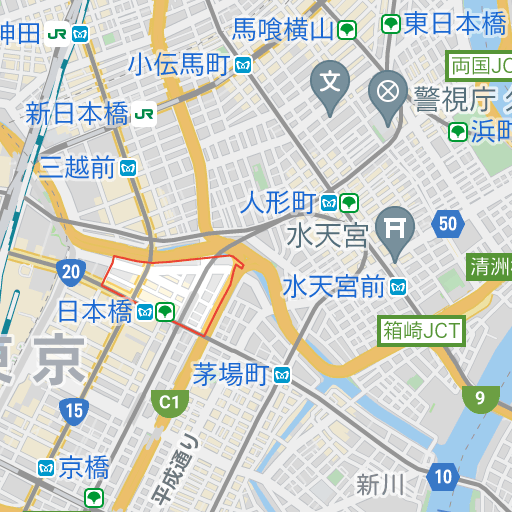 神田
JR
馬喰横山
東日本橋
小伝馬町
両国JC
文
警視庁
新日本橋
JR
浜町
三越前
人形町
水天宮
50
20
清洲
水天宮前
日本橋
箱崎JCT
東京
茅場町
15
C1
9
平成通り
京橋
新川
10